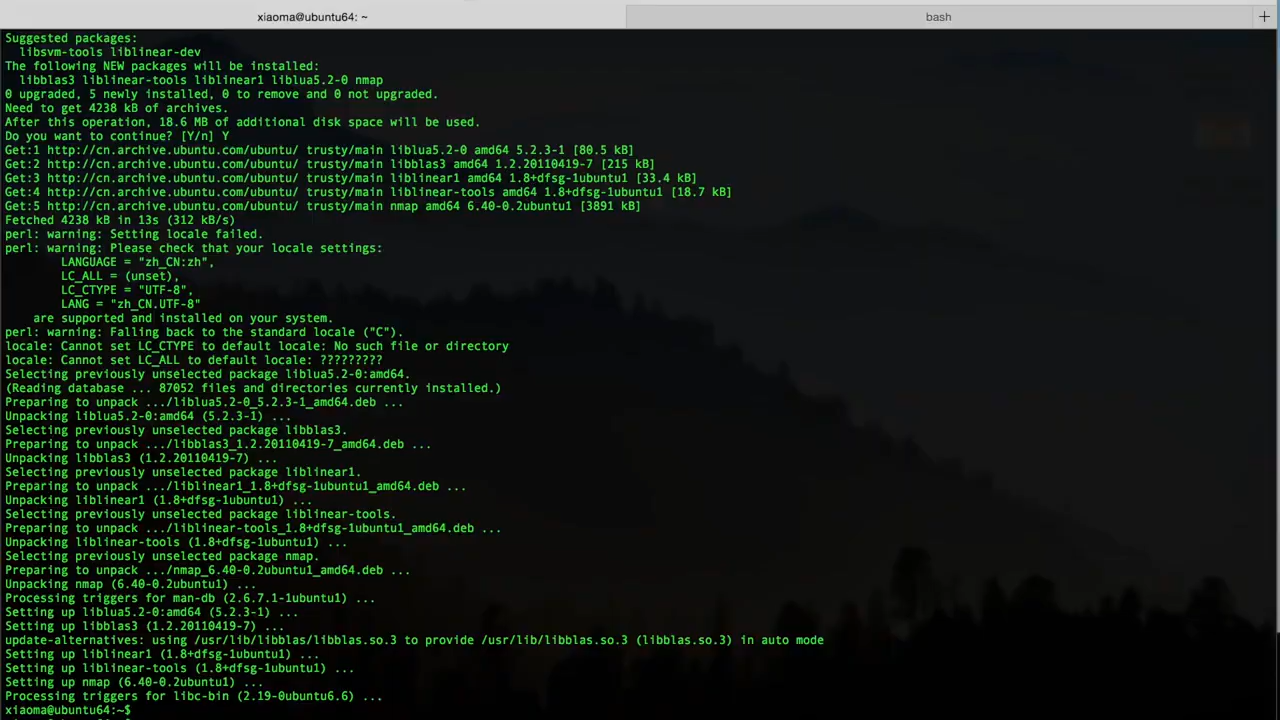 xiaoma@ubuntu64: ~
bash
+
Suggested packages:
  libsvm-tools liblinear-dev
The following NEW packages will be installed:
  libblas3 liblinear-tools liblinear1 liblua5.2-0 nmap
0 upgraded, 5 newly installed, 0 to remove and 0 not upgraded.
Need to get 4238 kB of archives.
After this operation, 18.6 MB of additional disk space will be used.
Do you want to continue? [Y/n] Y
Get:1 http://cn.archive.ubuntu.com/ubuntu/ trusty/main liblua5.2-0 amd64 5.2.3-1 [80.5 kB]
Get:2 http://cn.archive.ubuntu.com/ubuntu/ trusty/main libblas3 amd64 1.2.20110419-7 [215 kB]
Get:3 http://cn.archive.ubuntu.com/ubuntu/ trusty/main liblinear1 amd64 1.8+dfsg-1ubuntu1 [33.4 kB]
Get:4 http://cn.archive.ubuntu.com/ubuntu/ trusty/main liblinear-tools amd64 1.8+dfsg-1ubuntu1 [18.7 kB]
Get:5 http://cn.archive.ubuntu.com/ubuntu/ trusty/main nmap amd64 6.40-0.2ubuntu1 [3891 kB]
Fetched 4238 kB in 13s (312 kB/s)
perl: warning: Setting locale failed.
perl: warning: Please check that your locale settings:
        LANGUAGE = "zh_CN:zh",
        LC_ALL = (unset),
        LC_CTYPE = "UTF-8",
        LANG = "zh_CN.UTF-8"
    are supported and installed on your system.
perl: warning: Falling back to the standard locale ("C").
locale: Cannot set LC_CTYPE to default locale: No such file or directory
locale: Cannot set LC_ALL to default locale: ?????????
Selecting previously unselected package liblua5.2-0:amd64.
(Reading database ... 87052 files and directories currently installed.)
Preparing to unpack .../liblua5.2-0_5.2.3-1_amd64.deb ...
Unpacking liblua5.2-0:amd64 (5.2.3-1) ...
Selecting previously unselected package libblas3.
Preparing to unpack .../libblas3_1.2.20110419-7_amd64.deb ...
Unpacking libblas3 (1.2.20110419-7) ...
Selecting previously unselected package liblinear1.
Preparing to unpack .../liblinear1_1.8+dfsg-1ubuntu1_amd64.deb ...
Unpacking liblinear1 (1.8+dfsg-1ubuntu1) ...
Selecting previously unselected package liblinear-tools.
Preparing to unpack .../liblinear-tools_1.8+dfsg-1ubuntu1_amd64.deb ...
Unpacking liblinear-tools (1.8+dfsg-1ubuntu1) ...
Selecting previously unselected package nmap.
Preparing to unpack .../nmap_6.40-0.2ubuntu1_amd64.deb ...
Unpacking nmap (6.40-0.2ubuntu1) ...
Processing triggers for man-db (2.6.7.1-1ubuntu1) ...
Setting up liblua5.2-0:amd64 (5.2.3-1) ...
Setting up libblas3 (1.2.20110419-7) ...
update-alternatives: using /usr/lib/libblas/libblas.so.3 to provide /usr/lib/libblas.so.3 (libblas.so.3) in auto mode
Setting up liblinear1 (1.8+dfsg-1ubuntu1) ...
Setting up liblinear-tools (1.8+dfsg-1ubuntu1) ...
Setting up nmap (6.40-0.2ubuntu1) ...
Processing triggers for libc-bin (2.19-0ubuntu6.6) ...
xiaoma@ubuntu64:~$